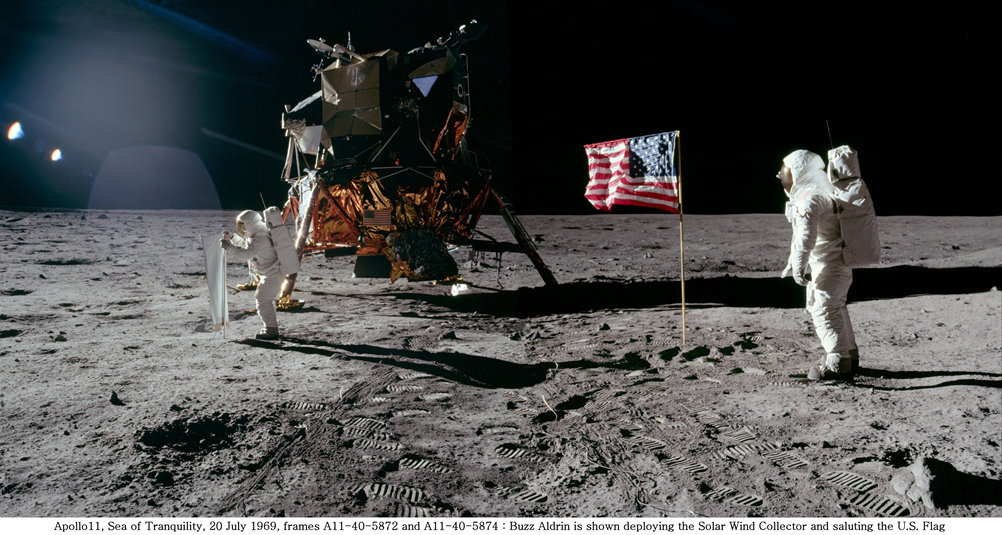 Apollo11, Sea of Tranquility, 20 July 1969, frames A11-40-5872 and A11-40-5874 : Buzz Aldrin is shown deploying the Solar Wind Collector and saluting the U.S. Flag